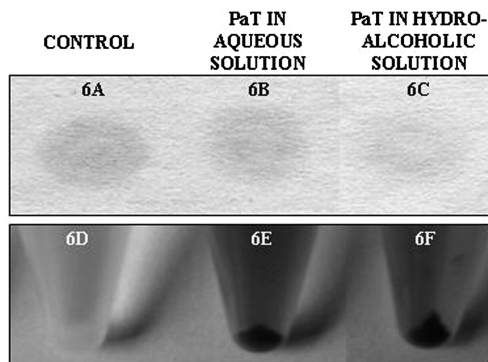 CONTROL
PaT IN
AQUEOUS
SOLUTION
PaT IN HYDRO-
ALCOHOLIC
SOLUTION
6A
6B
6C
6D
6E
6F